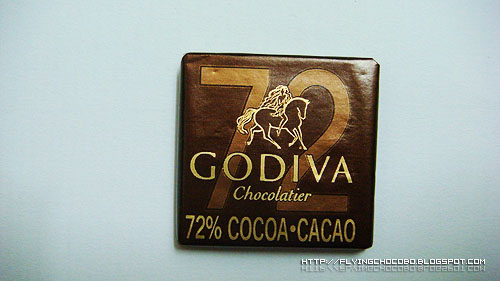 72
GODIVA
Chocolatier
72% COCOA•CACAO
HTTP://FLYINGCHOCOBO.BLOGSPOT.COM